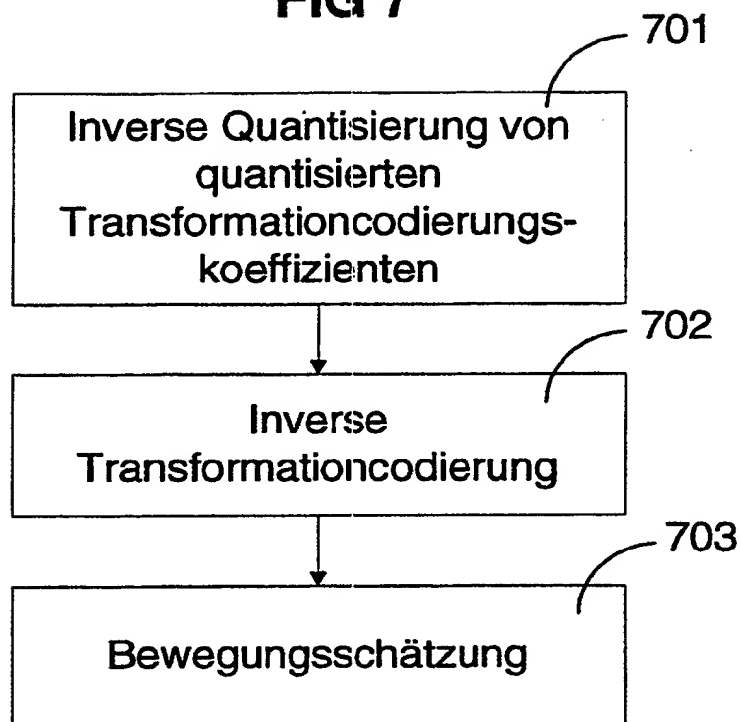 FIG 7
701
Inverse Quantisierung von
quantisierten
Transformationcodierungs-
koeffizienten
702
Inverse
Transformationcodierung
703
Bewegungsschätzung